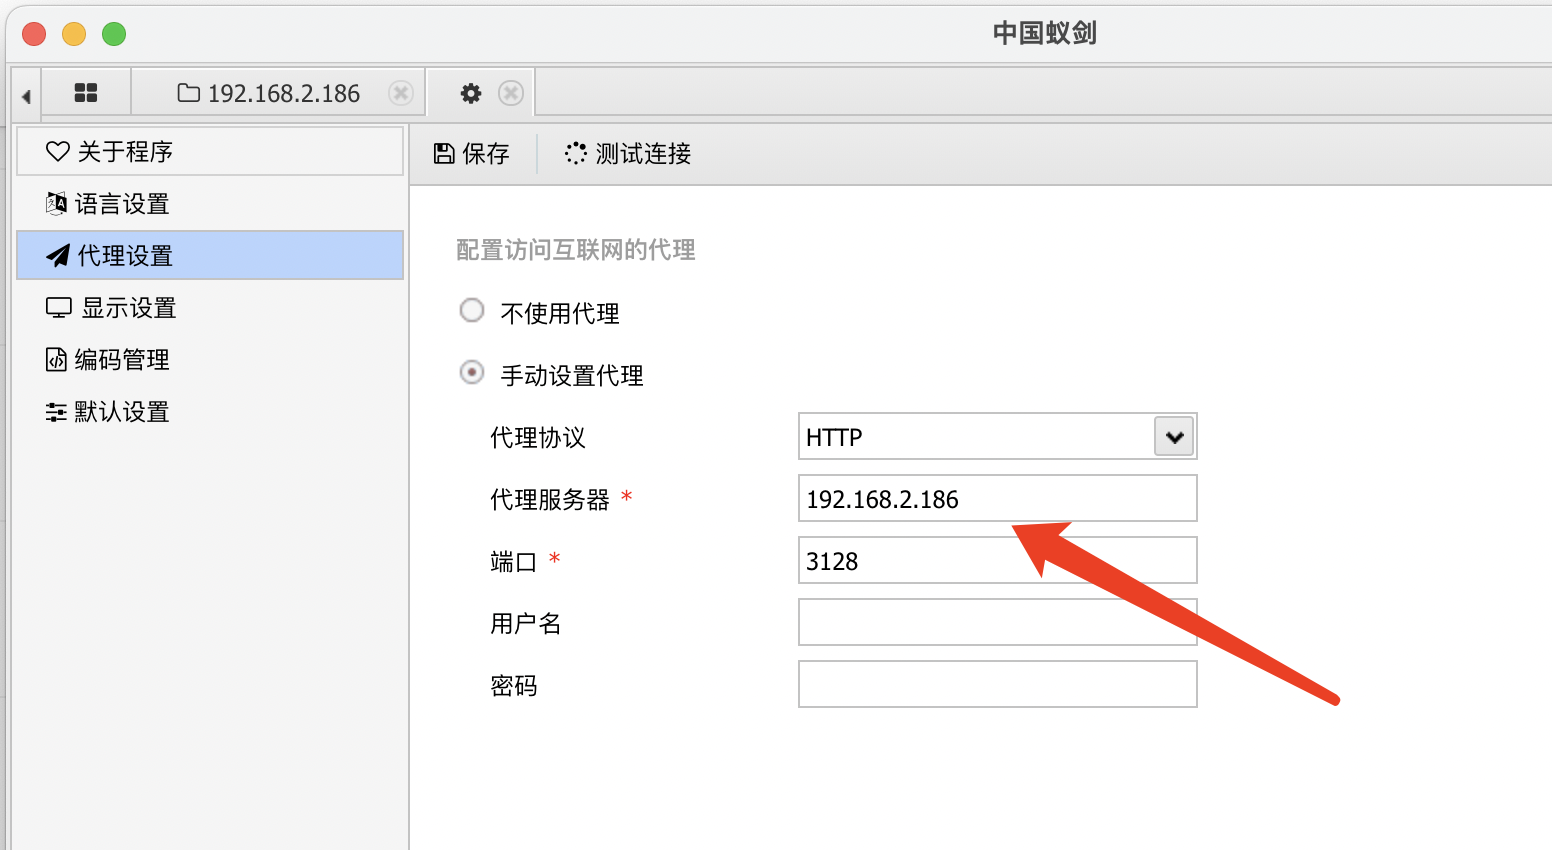 中国蚁剑
192.168.2.186
关于程序
语言设置
代理设置
显示设置
编码管理
默认设置
保存
测试连接
配置访问互联网的代理
不使用代理
手动设置代理
代理协议 HTTP
代理服务器 * 192.168.2.186
端口 * 3128
用户名
密码